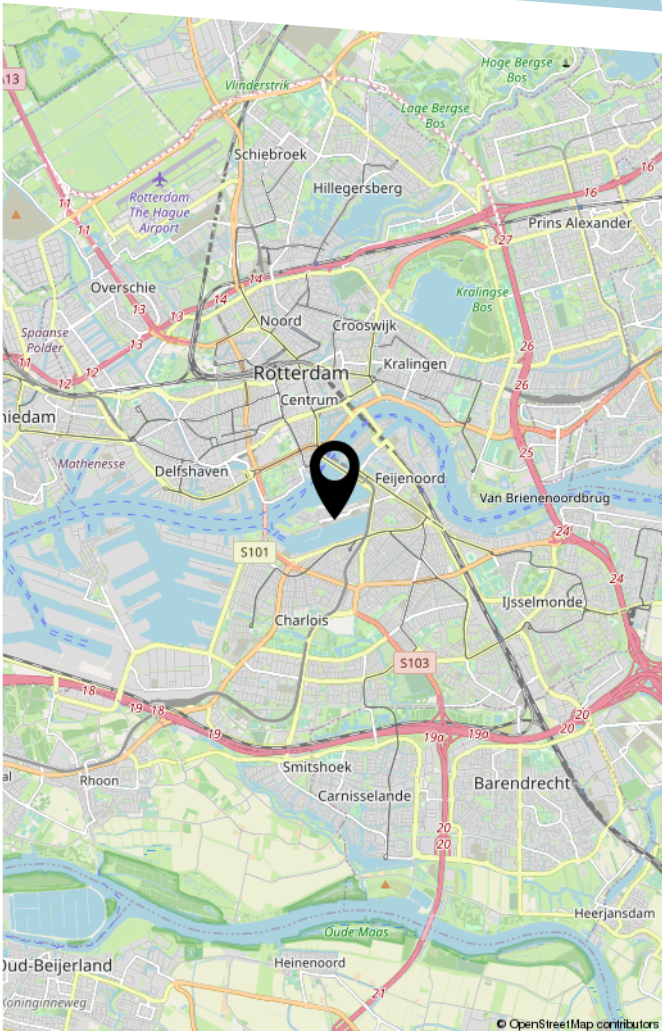 Hoge Bergse
Bos
A13
Vlinderstrik
Lage Bergse
Bos
Schiebroek
16
16
Hillegersberg
11
Rotterdam
The Hague
Airport
11
Prins Alexander
27
14
Overschie
14
Kralingse
Bos
13
13
Noord
Crooswijk
Spaanse
Polder
13
26
11
12
12
Kralingen
Rotterdam
26
Centrum
hiedam
25
Mathenesse
Delfshaven
Feijenoord
Van Brienenoordbrug
24
S101
24
IJsselmonde
Charlois
S103
18
19
18
20
19
19a
19a
20
Smitshoek
al
Rhoon
Barendrecht
Carnisselande
20
20
Heerjansdam
Oude Maas
Oud-Beijerland
Heinenoord
21
Koninginneweg
© OpenStreetMap contributors